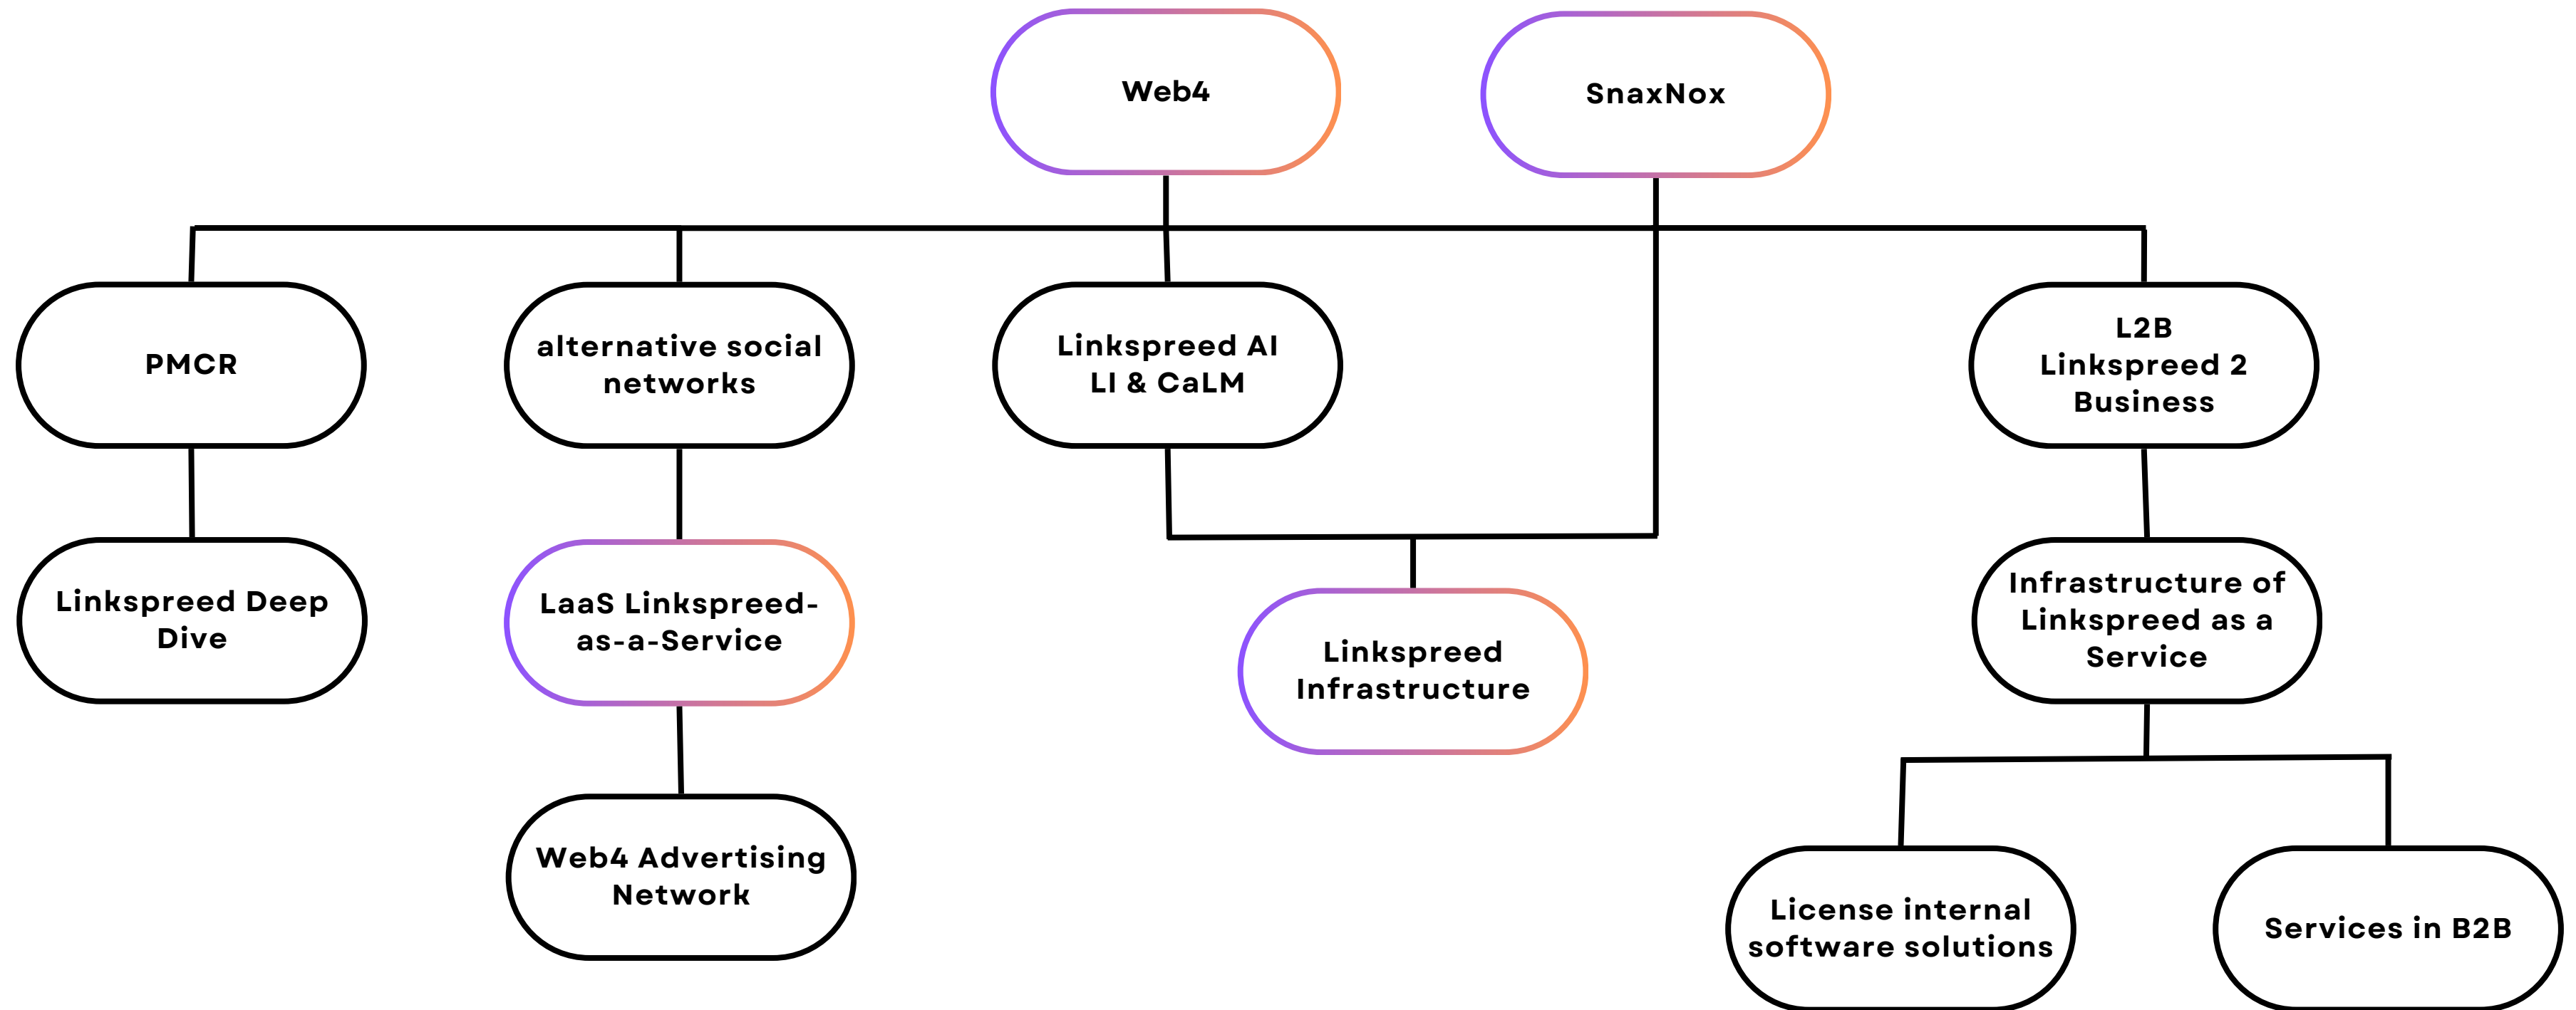 Web4
SnaxNox
PMCR
alternative social
networks
Linkspreed AI
LI & CaLM
L2B
Linkspreed 2
Business
Linkspreed Deep
Dive
LaaS Linkspreed-
as-a-Service
Linkspreed
Infrastructure
Infrastructure of
Linkspreed as a
Service
Web4 Advertising
Network
License internal
software solutions
Services in B2B